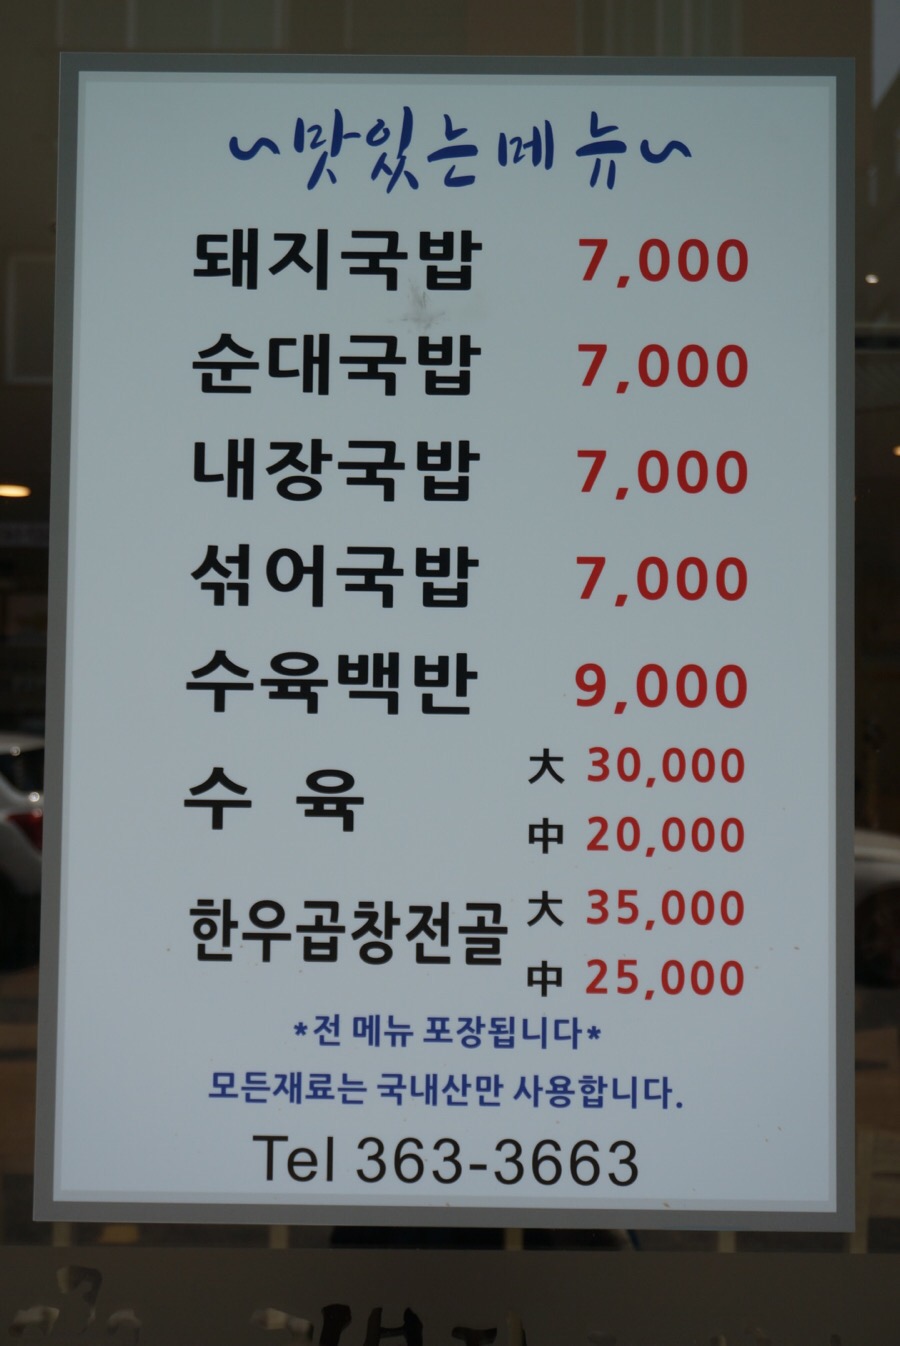 ~맛있는메뉴~
돼지국밥 7,000
순대국밥 7,000
내장국밥 7,000
섞어국밥 7,000
수육백반 9,000
수 육 大 30,000
中 20,000
한우곱창전골 大 35,000
中 25,000
*전 메뉴 포장됩니다*
모든재료는 국내산만 사용합니다.
Tel 363-3663